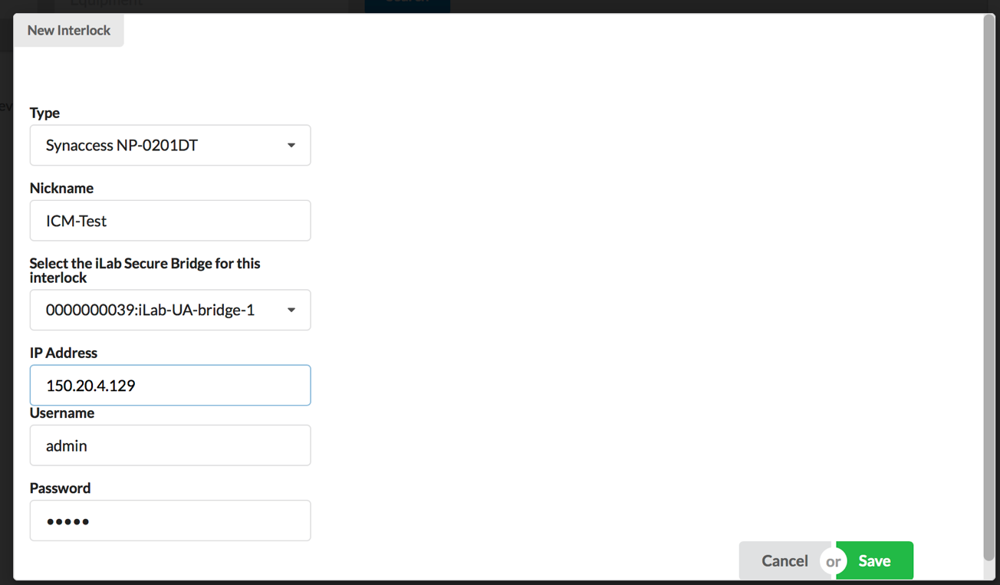 Equipment
New Interlock
Type
Synaccess NP-0201DT
Nickname
ICM-Test
Select the iLab Secure Bridge for this
interlock
0000000039:iLab-UA-bridge-1
IP Address
150.20.4.129
Username
admin
Password
•••••
Cancel or Save